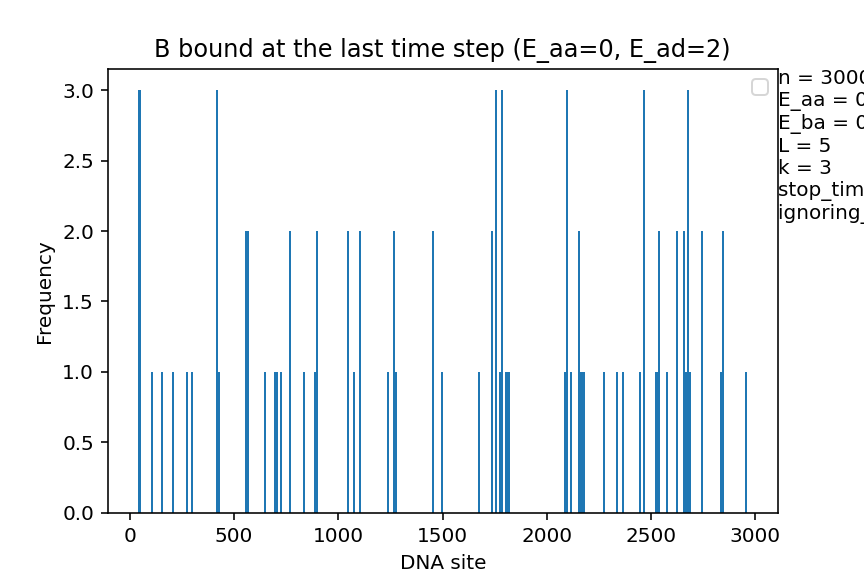 B bound at the last time step (E_aa=0, E_ad=2)
n = 3000
E_aa = 0
E_ba = 0
L = 5
k = 3
stop_tim
ignoring_
3.0
2.5
2.0
1.5
1.0
0.5
0.0
Frequency
0 500 1000 1500 2000 2500 3000
DNA site